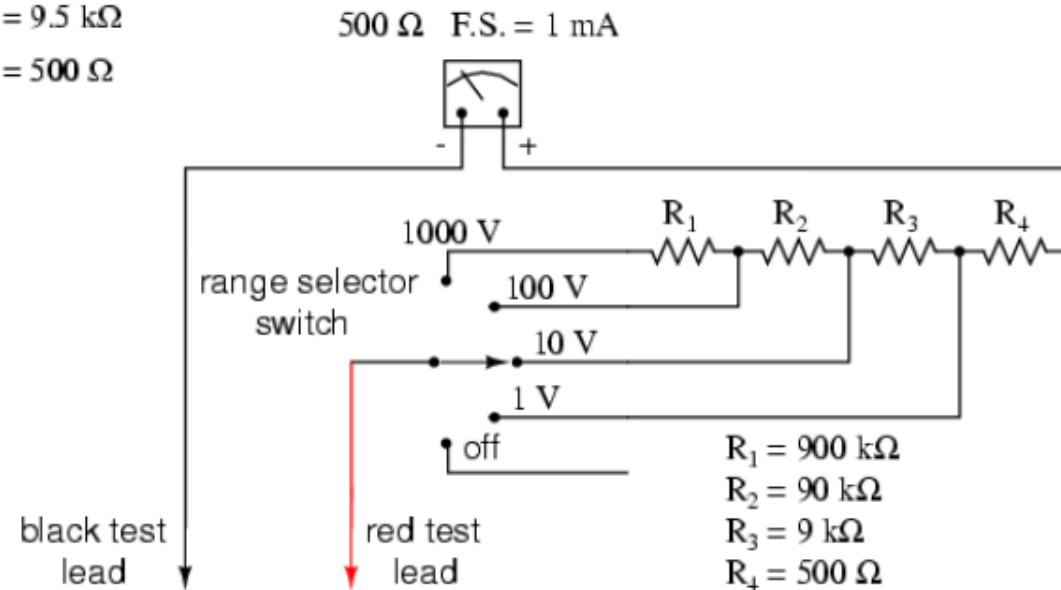 = 9.5 kΩ
500 Ω F.S. = 1 mA
= 500 Ω
- +
R₁ R₂ R₃ R₄
1000 V
range selector
switch
100 V
10 V
1 V
off
R₁ = 900 kΩ
R₂ = 90 kΩ
R₃ = 9 kΩ
R₄ = 500 Ω
black test
lead
red test
lead